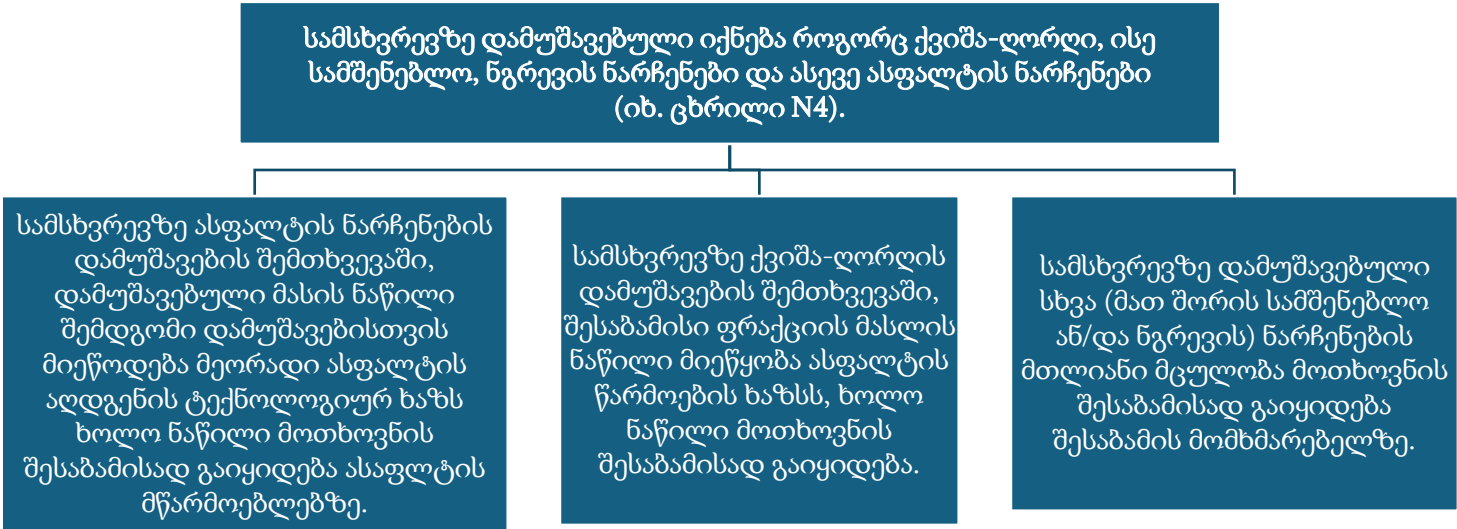 სამსხვრევზე დამუშავებული იქნება როგორც ქვიშა-ღორღი, ისე
სამშენებლო, ნგრევის ნარჩენები და ასევე ასფალტის ნარჩენები
(იხ. ცხრილი N4).
სამსხვრევზე ასფალტის ნარჩენების
დამუშავების შემთხვევაში,
დამუშავებული მასის ნაწილი
შემდგომი დამუშავებისთვის
მიეწოდება მეორადი ასფალტის
აღდგენის ტექნოლოგიურ ხაზს
ხოლო ნაწილი მოთხოვნის
შესაბამისად გაიყიდება ასაფლტის
მწარმოებლებზე.
სამსხვრევზე ქვიშა-ღორღის
დამუშავების შემთხვევაში,
შესაბამისი ფრაქციის მასლის
ნაწილი მიეწყობა ასფალტის
წარმოების ხაზსს, ხოლო
ნაწილი მოთხოვნის
შესაბამისად გაიყიდება.
სამსხვრევზე დამუშავებული
სხვა (მათ შორის სამშენებლო
ან/და ნგრევის) ნარჩენების
მთლიანი მცულობა მოთხოვნის
შესაბამისად გაიყიდება
შესაბამის მომხმარებელზე.